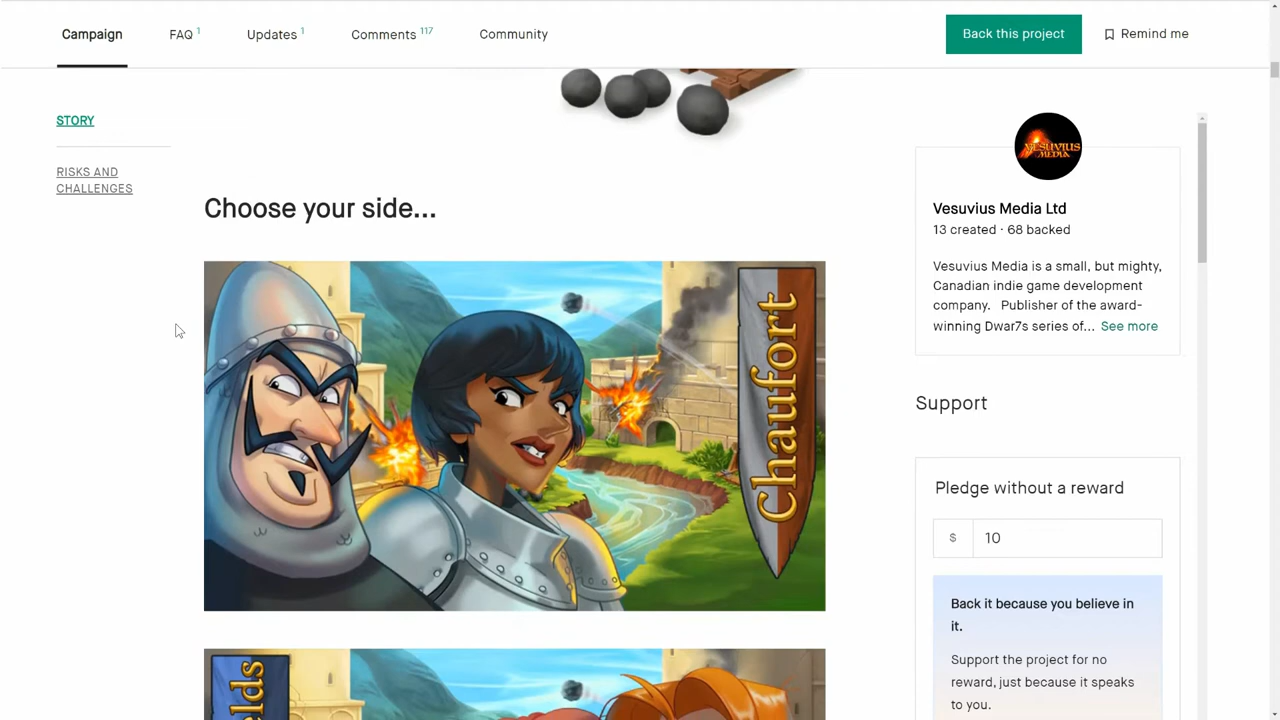 Campaign FAQ 1 Updates 1 Comments 117 Community Back this project Remind me
STORY
RISKS AND
CHALLENGES
Choose your side...
Chaufort
elds
VESUVIUS
MEDIA
Vesuvius Media Ltd
13 created · 68 backed
Vesuvius Media is a small, but mighty,
Canadian indie game development
company. Publisher of the award-
winning Dwar7s series of... See more
Support
Pledge without a reward
$ 10
Back it because you believe in
it.
Support the project for no
reward, just because it speaks
to you.